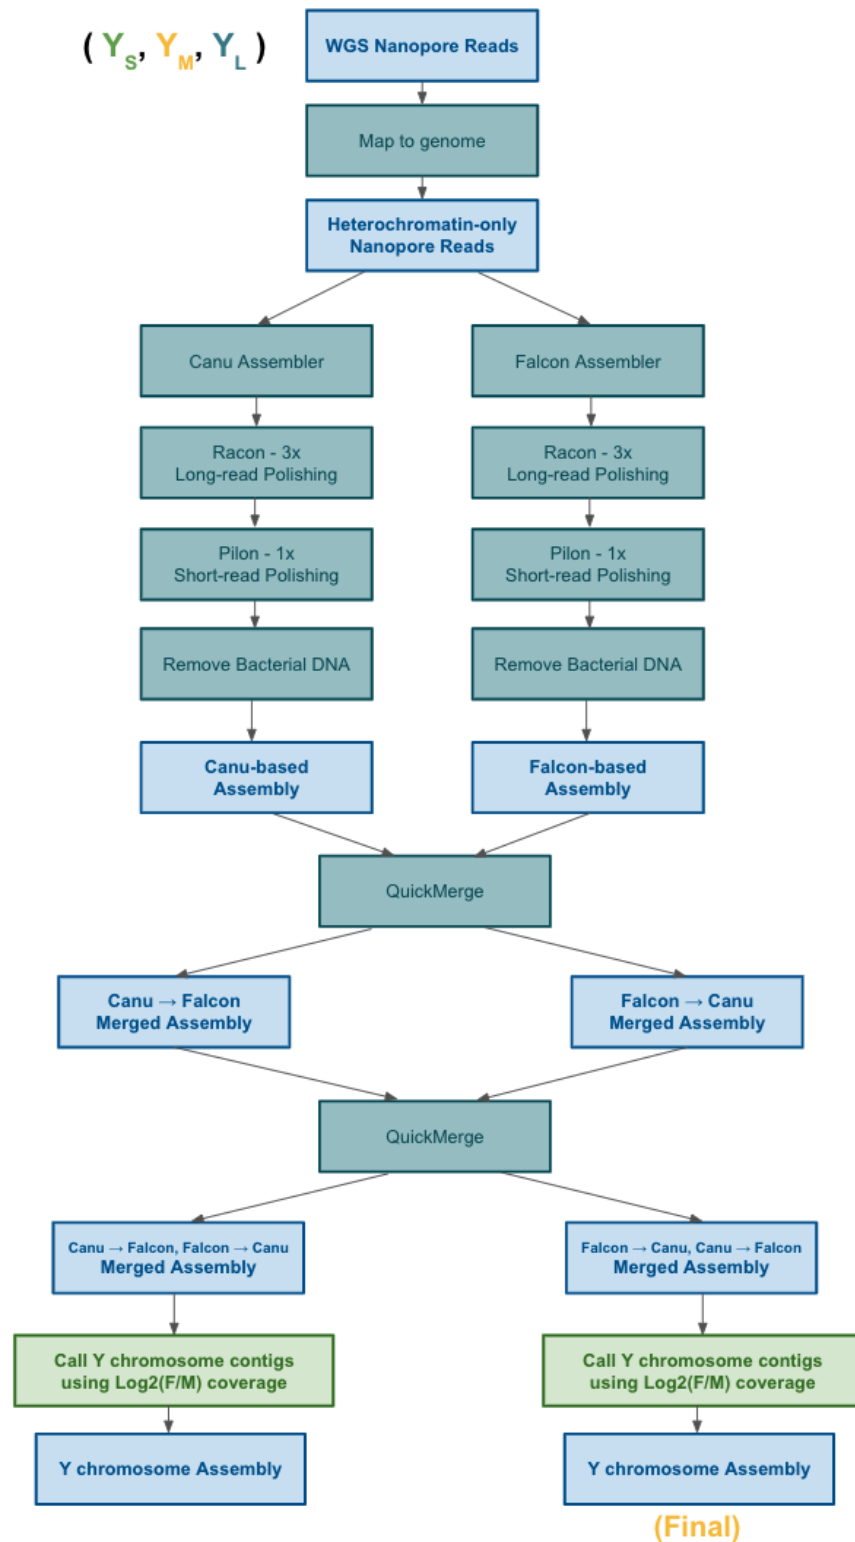 ( Y_S, Y_M, Y_L )
WGS Nanopore Reads
Map to genome
Heterochromatin-only
Nanopore Reads
Canu Assembler
Falcon Assembler
Racon - 3x
Long-read Polishing
Racon - 3x
Long-read Polishing
Pilon - 1x
Short-read Polishing
Pilon - 1x
Short-read Polishing
Remove Bacterial DNA
Remove Bacterial DNA
Canu-based
Assembly
Falcon-based
Assembly
QuickMerge
Canu → Falcon
Merged Assembly
Falcon → Canu
Merged Assembly
QuickMerge
Canu → Falcon, Falcon → Canu
Merged Assembly
Falcon → Canu, Canu → Falcon
Merged Assembly
Call Y chromosome contigs
using Log2(F/M) coverage
Call Y chromosome contigs
using Log2(F/M) coverage
Y chromosome Assembly
Y chromosome Assembly
(Final)